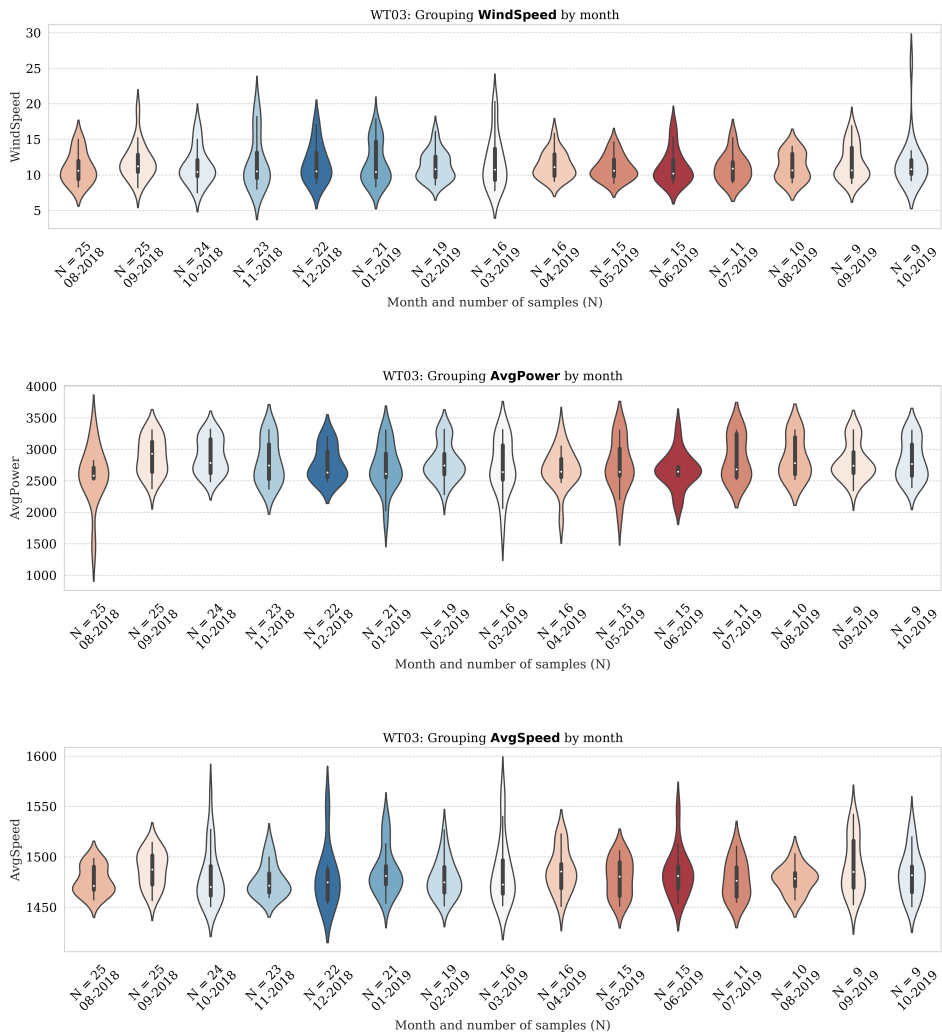 WT03: Grouping WindSpeed by month
30
25
20
15
10
5
WindSpeed
N = 25
08-2018
N = 25
09-2018
N = 24
10-2018
N = 23
11-2018
N = 22
12-2018
N = 21
01-2019
N = 19
02-2019
N = 16
03-2019
N = 16
04-2019
N = 15
05-2019
N = 15
06-2019
N = 11
07-2019
N = 10
08-2019
N = 9
09-2019
N = 9
10-2019
Month and number of samples (N)
WT03: Grouping AvgPower by month
4000
3500
3000
2500
2000
1500
1000
AvgPower
N = 25
08-2018
N = 25
09-2018
N = 24
10-2018
N = 23
11-2018
N = 22
12-2018
N = 21
01-2019
N = 19
02-2019
N = 16
03-2019
N = 16
04-2019
N = 15
05-2019
N = 15
06-2019
N = 11
07-2019
N = 10
08-2019
N = 9
09-2019
N = 9
10-2019
Month and number of samples (N)
WT03: Grouping AvgSpeed by month
1600
1550
1500
1450
AvgSpeed
N = 25
08-2018
N = 25
09-2018
N = 24
10-2018
N = 23
11-2018
N = 22
12-2018
N = 21
01-2019
N = 19
02-2019
N = 16
03-2019
N = 16
04-2019
N = 15
05-2019
N = 15
06-2019
N = 11
07-2019
N = 10
08-2019
N = 9
09-2019
N = 9
10-2019
Month and number of samples (N)